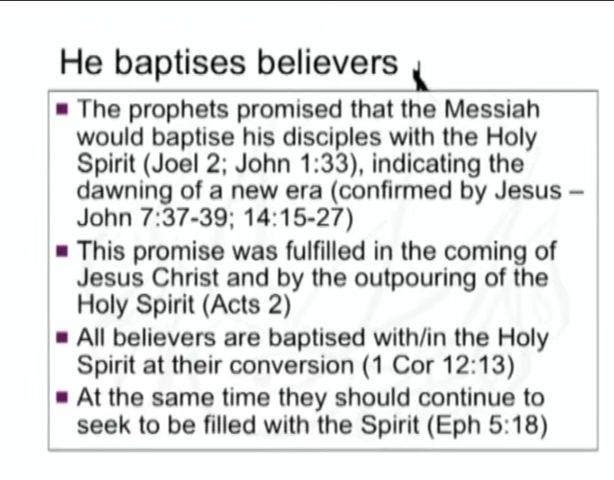 He baptises believers
The prophets promised that the Messiah
would baptise his disciples with the Holy
Spirit (Joel 2; John 1:33), indicating the
dawning of a new era (confirmed by Jesus –
John 7:37-39; 14:15-27)
This promise was fulfilled in the coming of
Jesus Christ and by the outpouring of the
Holy Spirit (Acts 2)
All believers are baptised with/in the Holy
Spirit at their conversion (1 Cor 12:13)
At the same time they should continue to
seek to be filled with the Spirit (Eph 5:18)